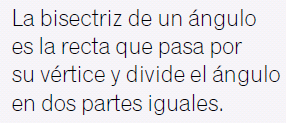 La bisectriz de un ángulo
es la recta que pasa por
su vértice y divide el ángulo
en dos partes iguales.